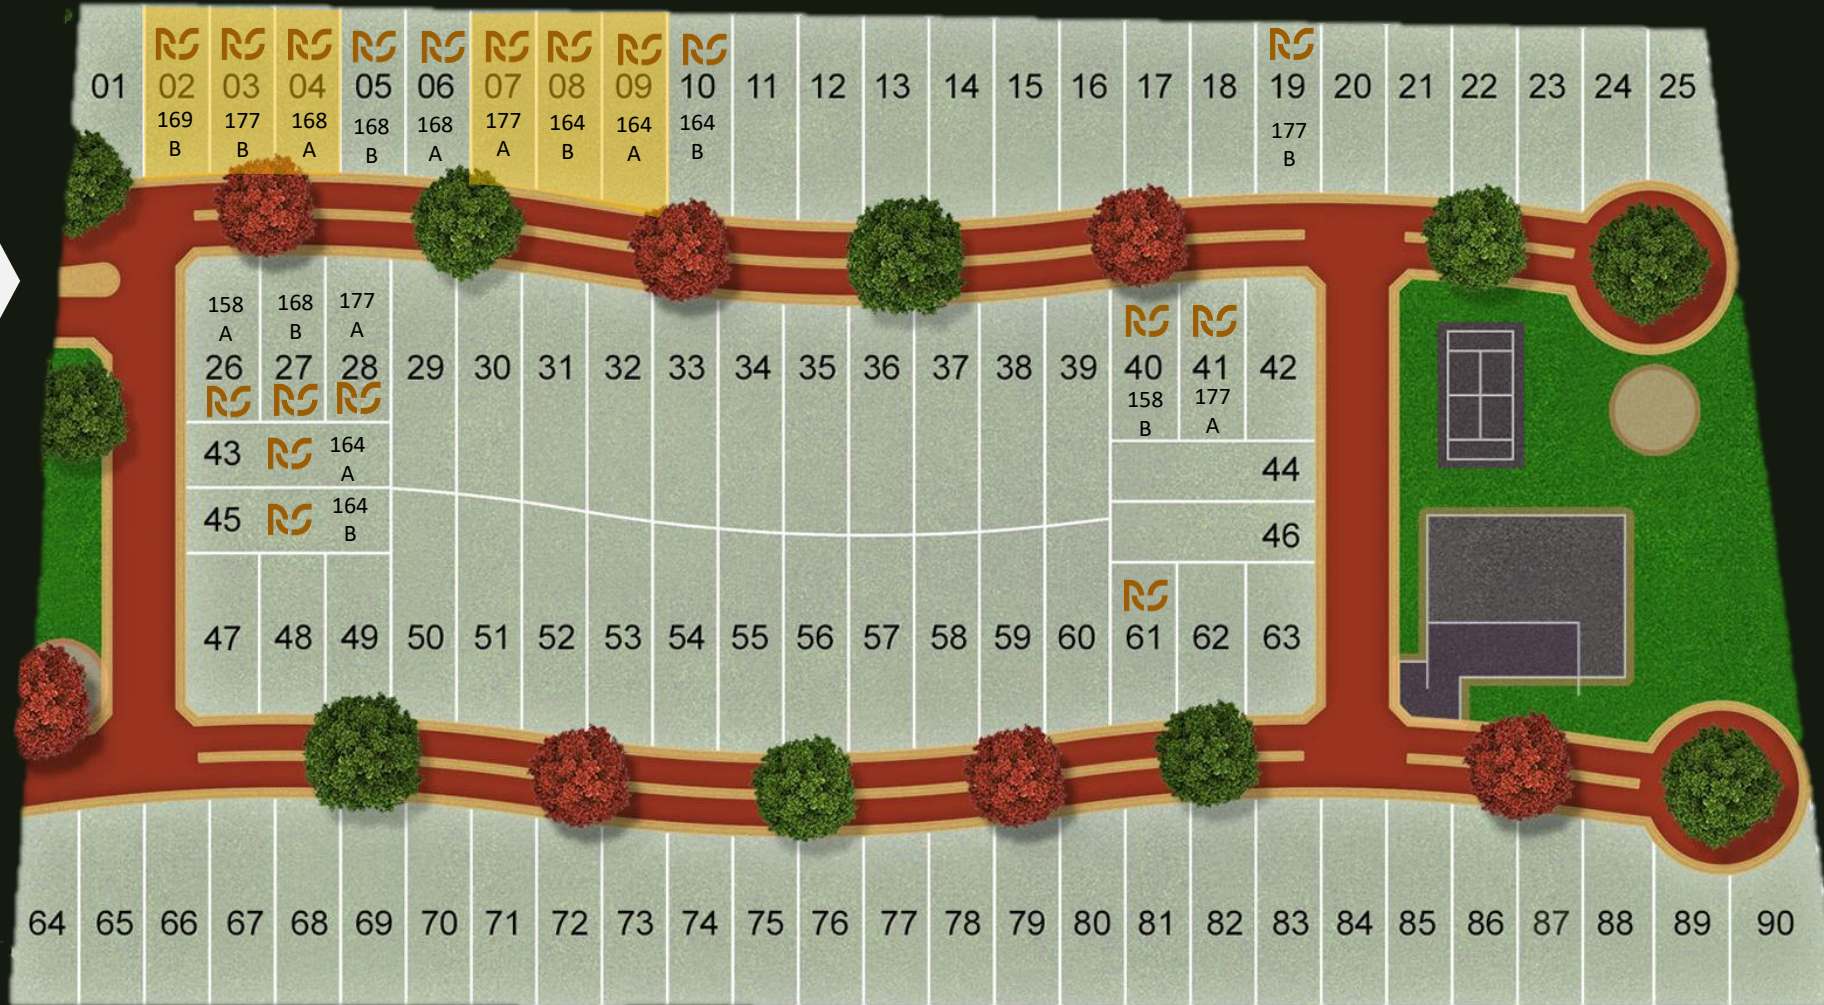 RS RS RS RS RS RS RS RS RS RS
01 02 03 04 05 06 07 08 09 10 11 12 13 14 15 16 17 18 19 20 21 22 23 24 25
169 177 168 168 168 177 164 164 164 177
B B A B A A B A B B
158 168 177
A B A
RS RS
26 27 28 29 30 31 32 33 34 35 36 37 38 39 40 41 42
RS RS RS
158 177
B A
43 RS 164
A
44
45 RS 164
B
46
RS
47 48 49 50 51 52 53 54 55 56 57 58 59 60 61 62 63
64 65 66 67 68 69 70 71 72 73 74 75 76 77 78 79 80 81 82 83 84 85 86 87 88 89 90